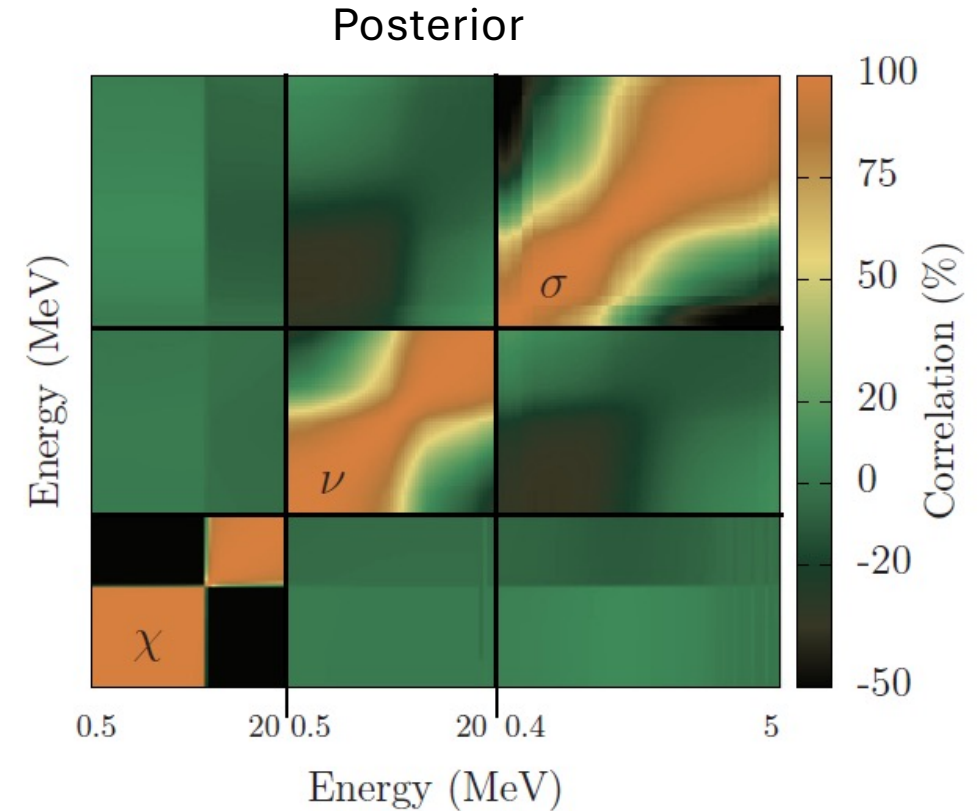 Posterior
100
75
50
20
0
-20
-50
Correlation (%)
Energy (MeV)
σ
ν
χ
0.5 20 0.5 20 0.4 5
Energy (MeV)